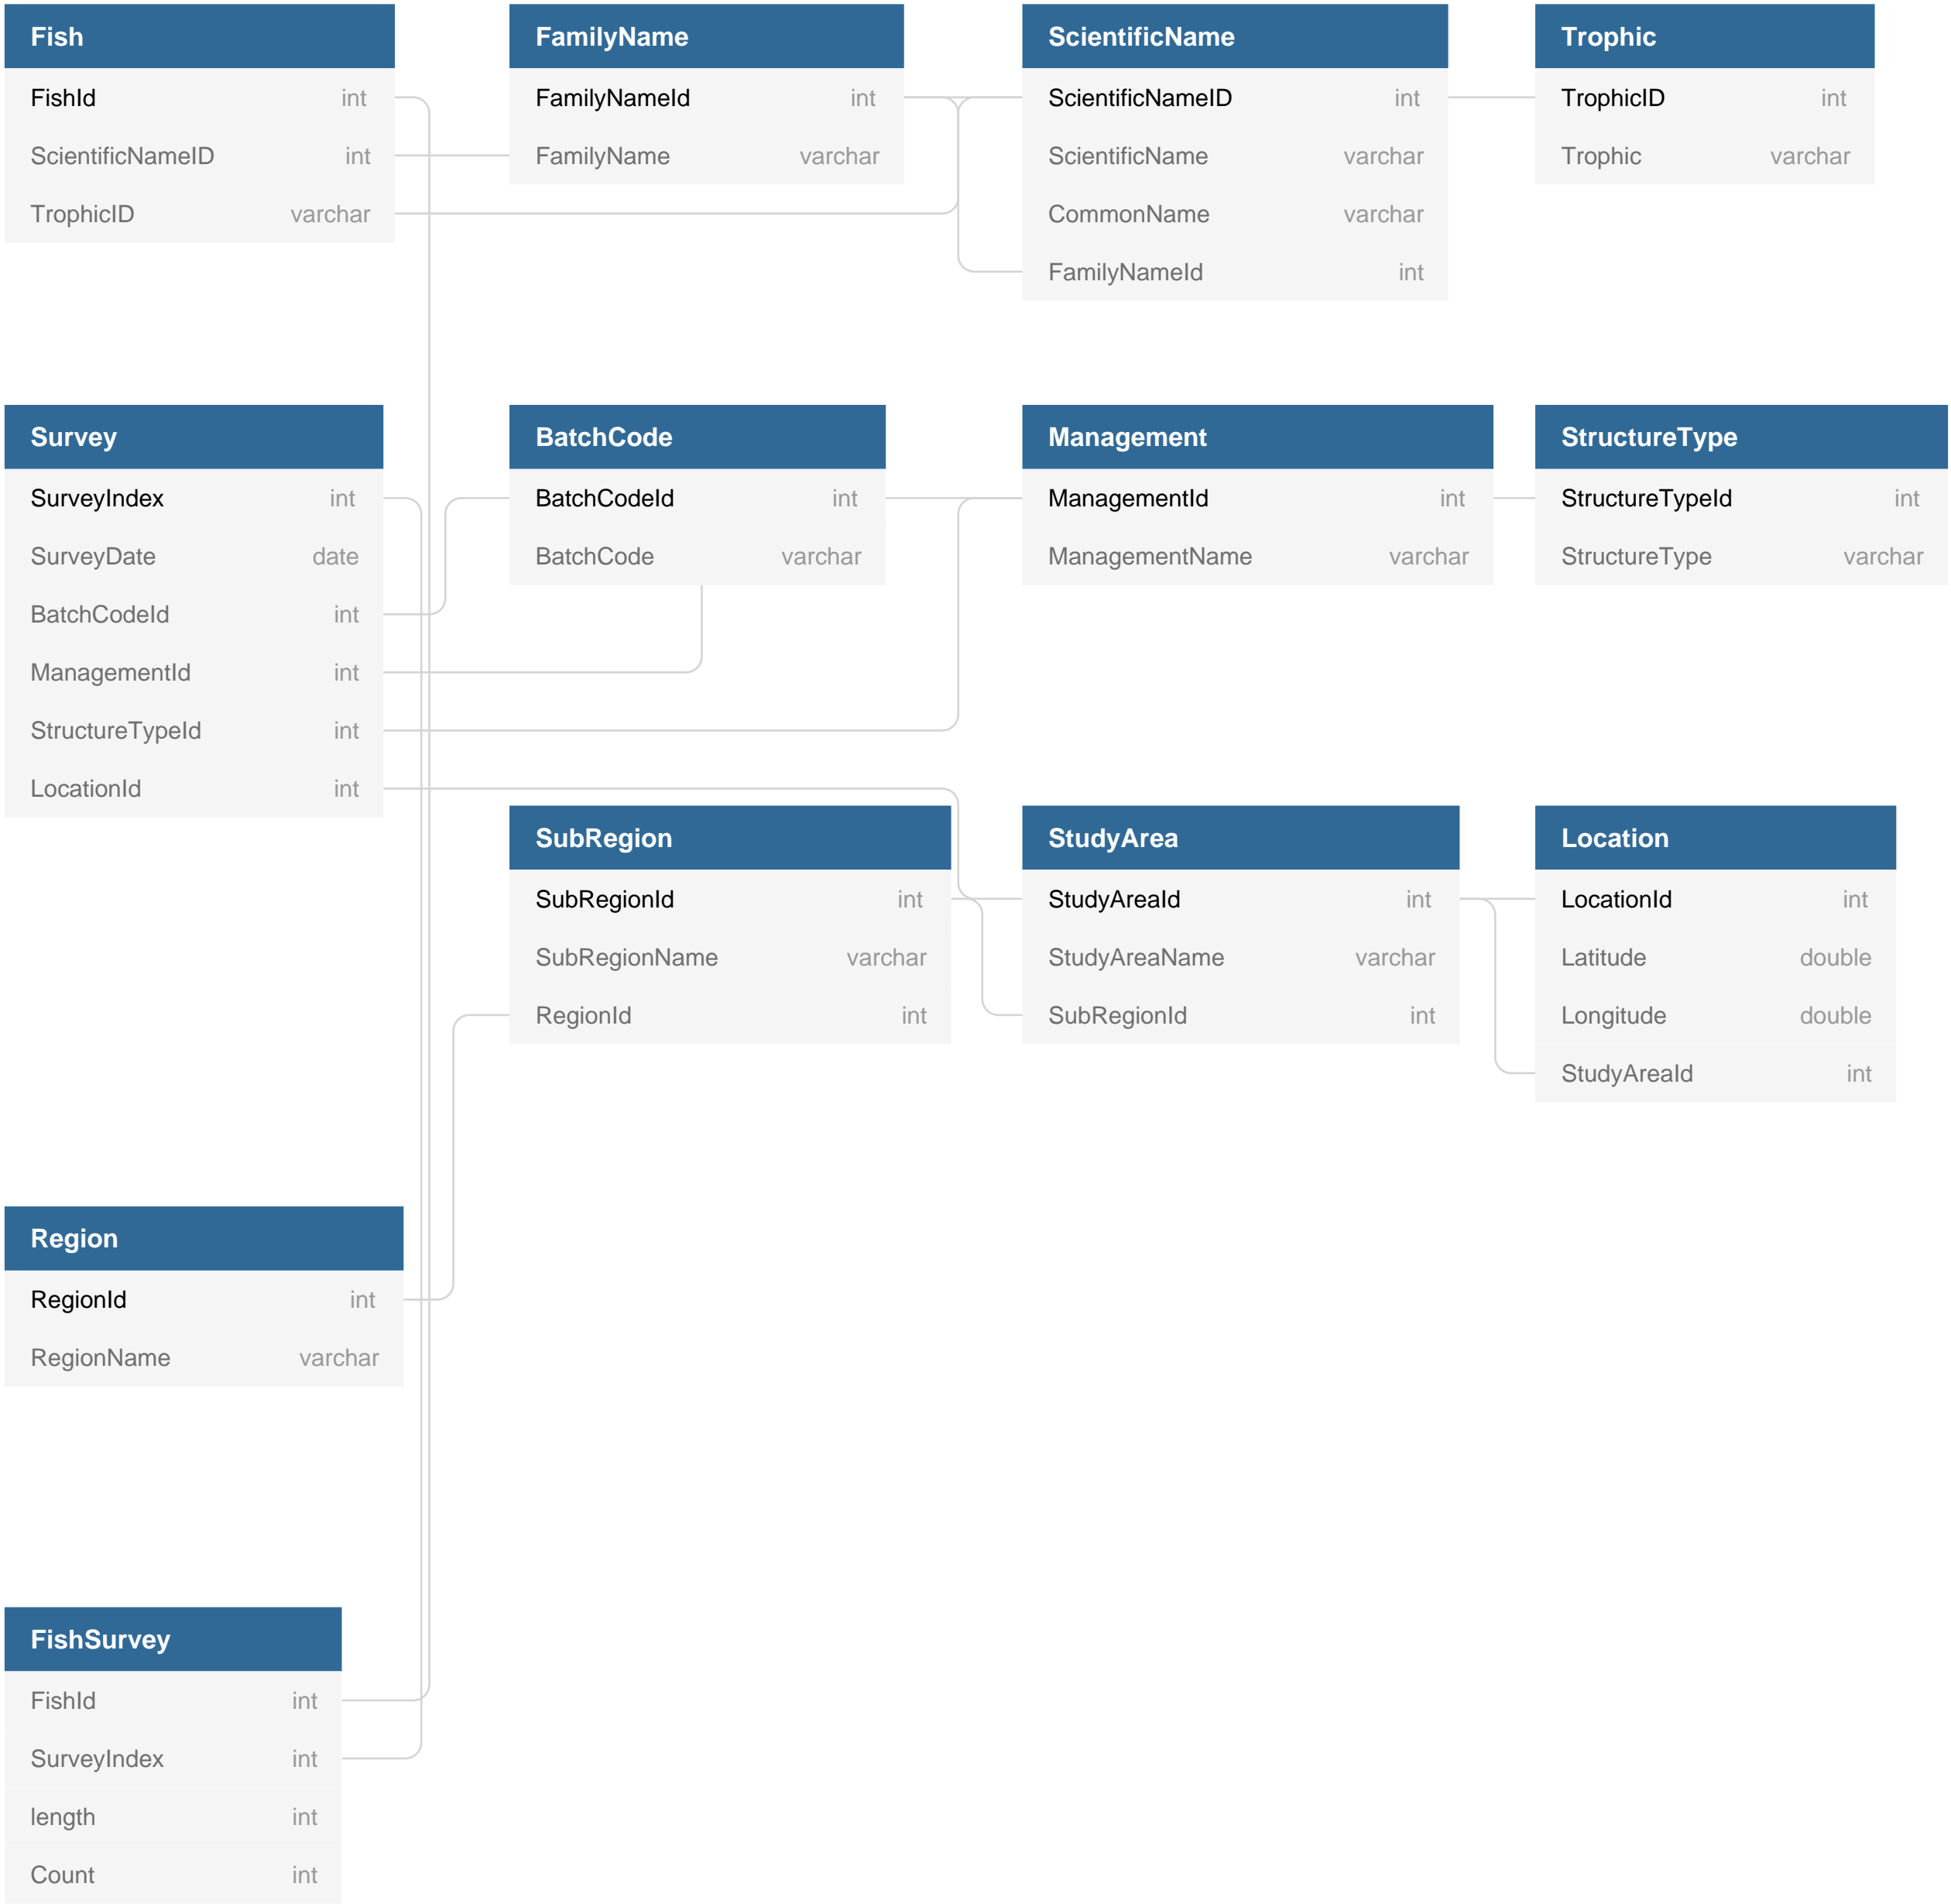 Fish
FishId int
ScientificNameID int
TrophicID varchar
FamilyName
FamilyNameId int
FamilyName varchar
ScientificName
ScientificNameID int
ScientificName varchar
CommonName varchar
FamilyNameId int
Trophic
TrophicID int
Trophic varchar
Survey
SurveyIndex int
SurveyDate date
BatchCodeId int
ManagementId int
StructureTypeId int
LocationId int
BatchCode
BatchCodeId int
BatchCode varchar
Management
ManagementId int
ManagementName varchar
StructureType
StructureTypeId int
StructureType varchar
SubRegion
SubRegionId int
SubRegionName varchar
RegionId int
StudyArea
StudyAreaId int
StudyAreaName varchar
SubRegionId int
Location
LocationId int
Latitude double
Longitude double
StudyAreaId int
Region
RegionId int
RegionName varchar
FishSurvey
FishId int
SurveyIndex int
length int
Count int